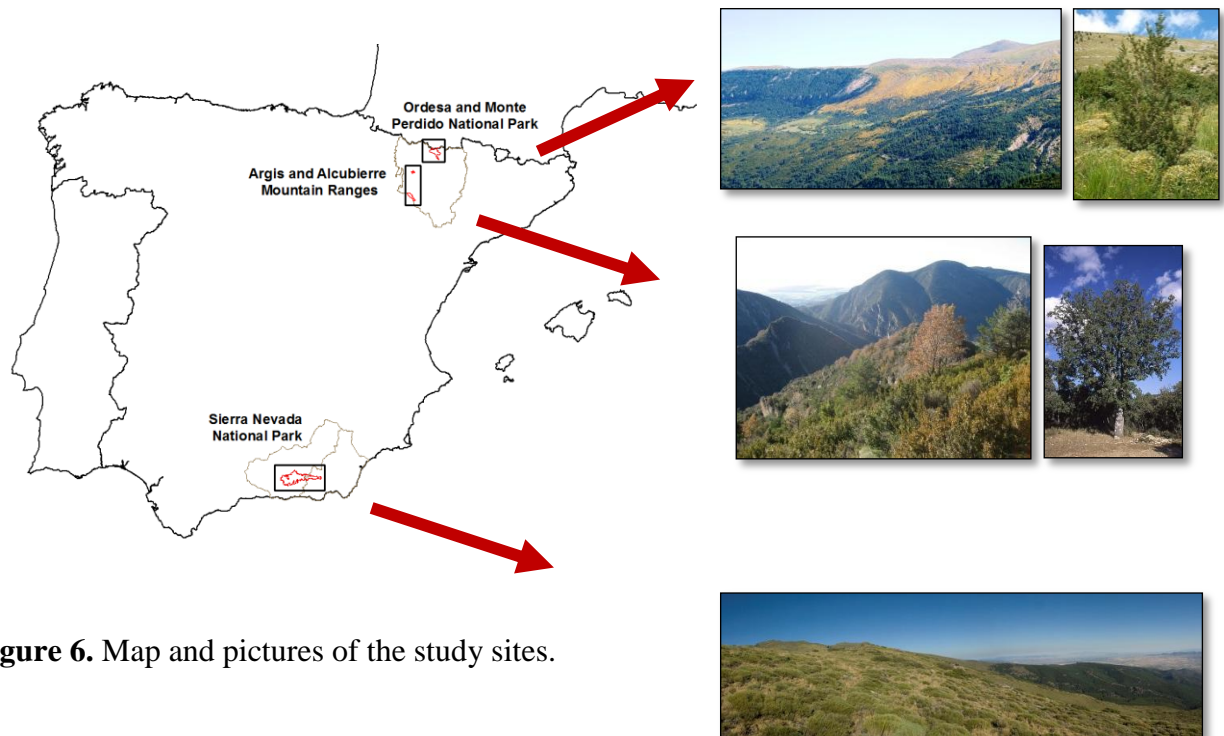 Ordesa and Monte
Perdido National Park
Argis and Alcubierre
Mountain Ranges
Sierra Nevada
National Park
gure 6. Map and pictures of the study sites.